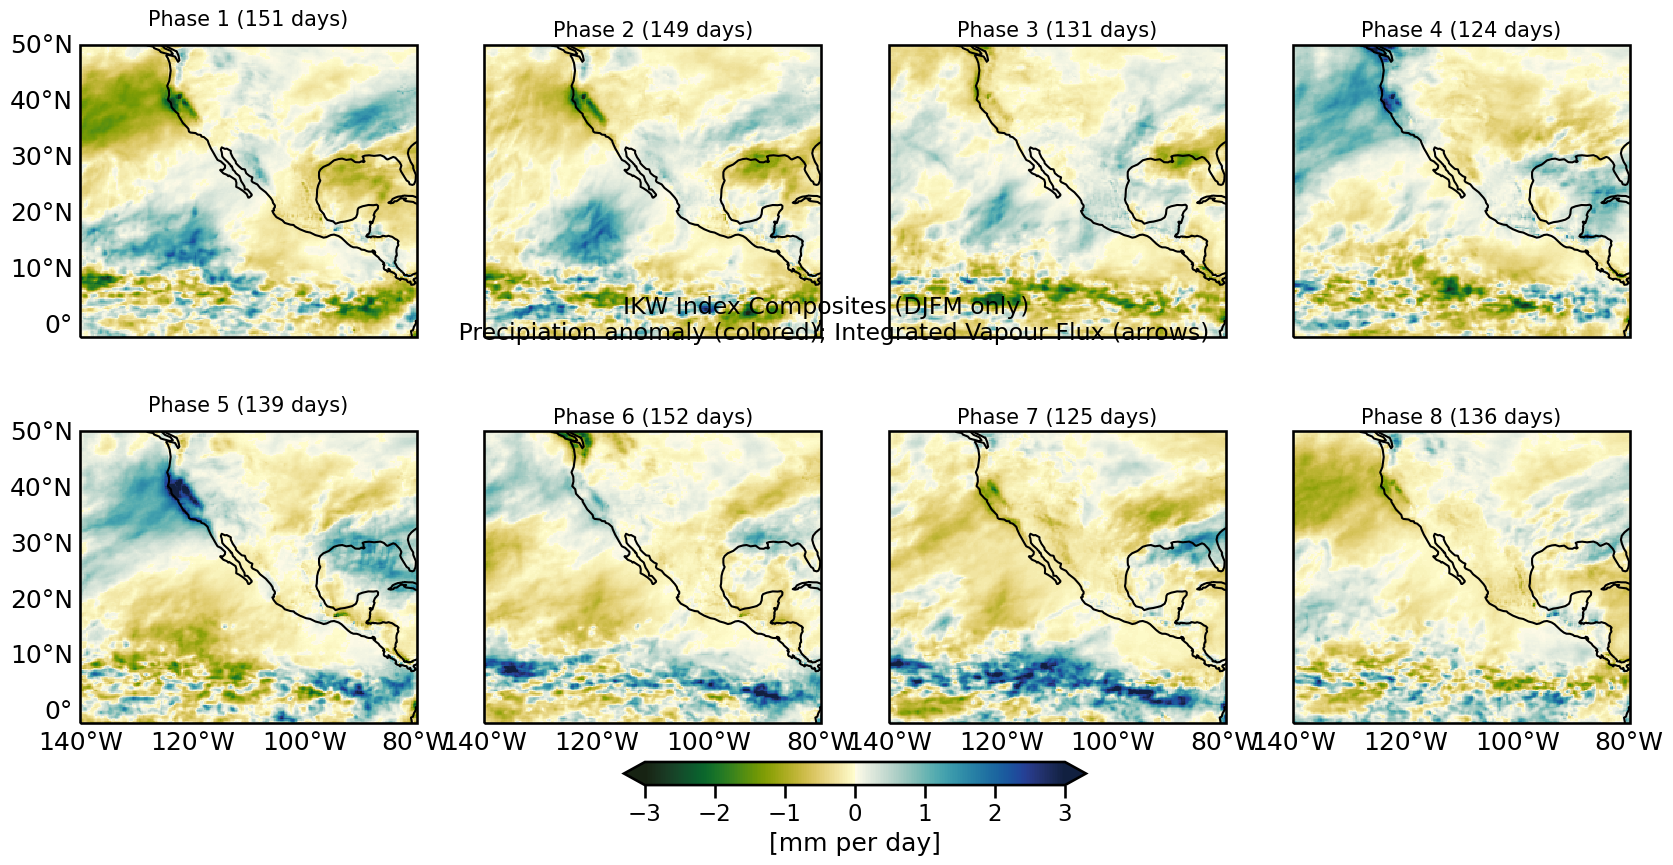 Phase 1 (151 days)
Phase 2 (149 days)
Phase 3 (131 days)
Phase 4 (124 days)
50°N
40°N
30°N
20°N
10°N
0°
IKW Index Composites (DJFM only)
Precipiation anomaly (colored); Integrated Vapour Flux (arrows)
Phase 5 (139 days)
Phase 6 (152 days)
Phase 7 (125 days)
Phase 8 (136 days)
50°N
40°N
30°N
20°N
10°N
0°
140°W 120°W 100°W 80°W 140°W 120°W 100°W 80°W 140°W 120°W 100°W 80°W 140°W 120°W 100°W 80°W
−3 −2 −1 0 1 2 3
[mm per day]